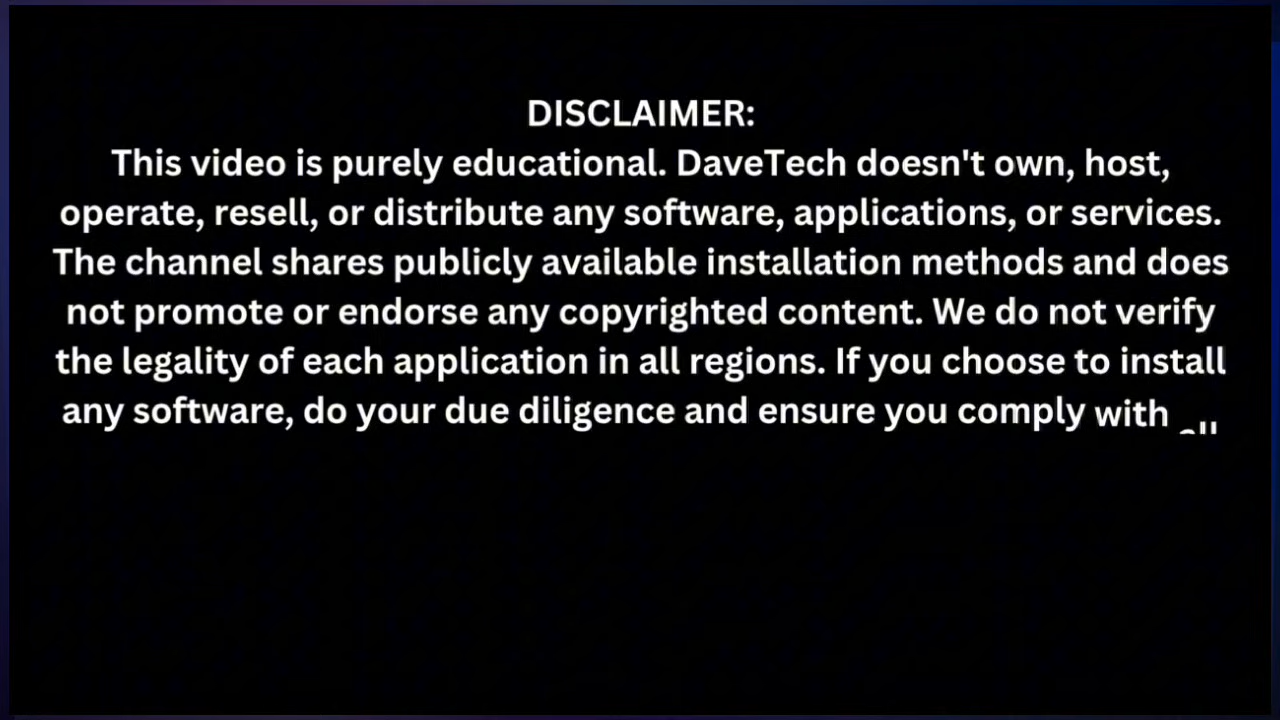 DISCLAIMER:
This video is purely educational. DaveTech doesn't own, host,
operate, resell, or distribute any software, applications, or services.
The channel shares publicly available installation methods and does
not promote or endorse any copyrighted content. We do not verify
the legality of each application in all regions. If you choose to install
any software, do your due diligence and ensure you comply with